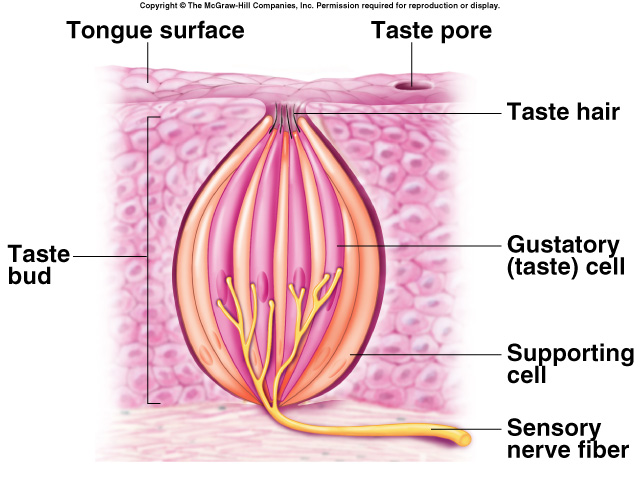 Copyright © The McGraw-Hill Companies, Inc. Permission required for reproduction or display.
Tongue surface
Taste pore
Taste hair
Taste
bud
Gustatory
(taste) cell
Supporting
cell
Sensory
nerve fiber